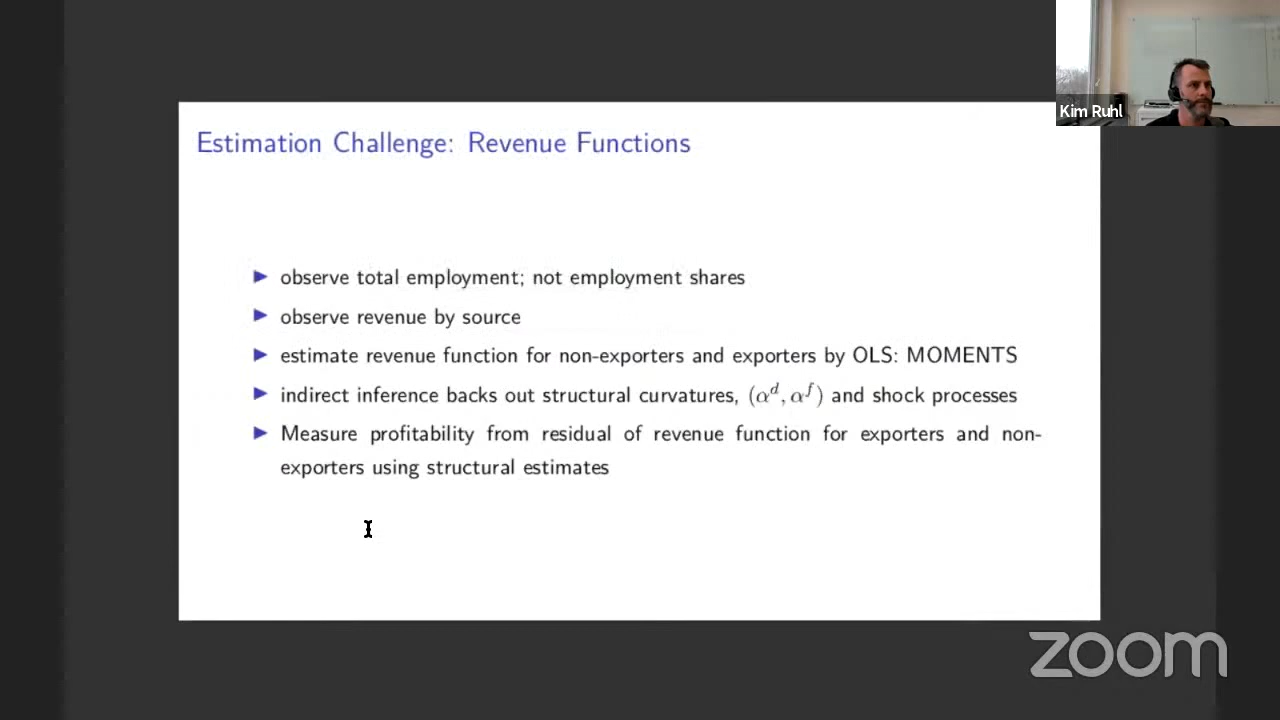 Kim Ruhl
Estimation Challenge: Revenue Functions
▶ observe total employment; not employment shares
▶ observe revenue by source
▶ estimate revenue function for non-exporters and exporters by OLS: MOMENTS
▶ indirect inference backs out structural curvatures, (α^d, α^f) and shock processes
▶ Measure profitability from residual of revenue function for exporters and non-
exporters using structural estimates
zoom